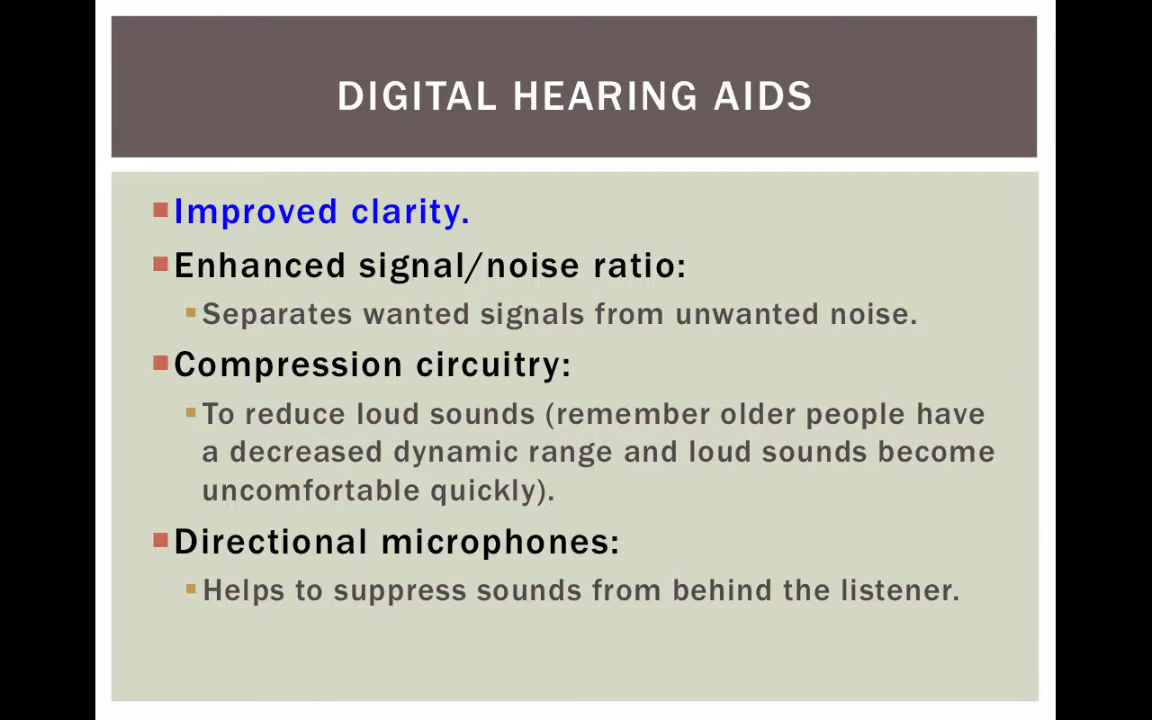 DIGITAL HEARING AIDS
Improved clarity.
Enhanced signal/noise ratio:
Separates wanted signals from unwanted noise.
Compression circuitry:
To reduce loud sounds (remember older people have
a decreased dynamic range and loud sounds become
uncomfortable quickly).
Directional microphones:
Helps to suppress sounds from behind the listener.